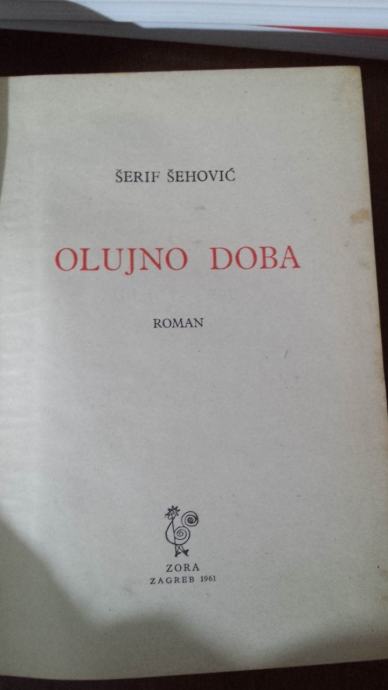 ŠERIF ŠEHOVIĆ
OLUJNO DOBA
ROMAN
ZORA
ZAGREB 1961